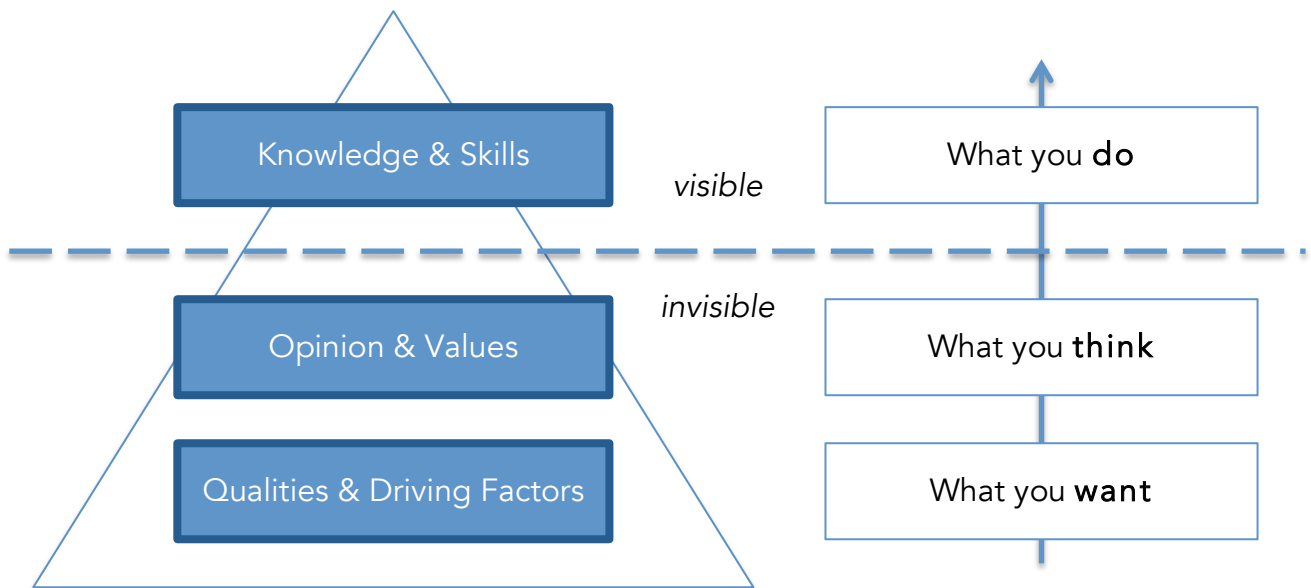 Knowledge & Skills
What you do
visible
invisible
Opinion & Values
What you think
Qualities & Driving Factors
What you want